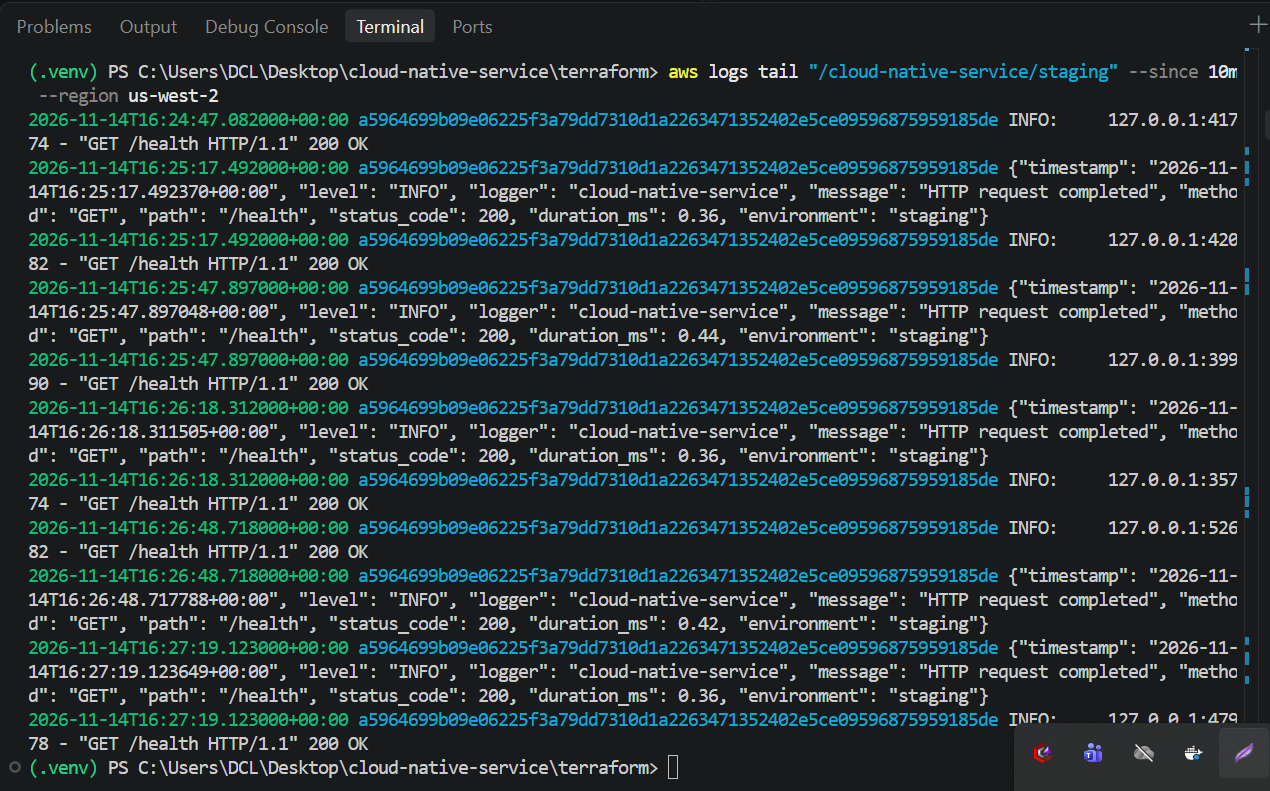 Problems Output Debug Console Terminal Ports
(.venv) PS C:\Users\DCL\Desktop\cloud-native-service\terraform> aws logs tail "/cloud-native-service/staging" --since 10m
--region us-west-2
2026-11-14T16:24:47.082000+00:00 a5964699b09e06225f3a79dd7310d1a2263471352402e5ce09596875959185de INFO: 127.0.0.1:417
74 - "GET /health HTTP/1.1" 200 OK
2026-11-14T16:25:17.492000+00:00 a5964699b09e06225f3a79dd7310d1a2263471352402e5ce09596875959185de {"timestamp": "2026-11-
14T16:25:17.492370+00:00", "level": "INFO", "logger": "cloud-native-service", "message": "HTTP request completed", "metho
d": "GET", "path": "/health", "status_code": 200, "duration_ms": 0.36, "environment": "staging"}
2026-11-14T16:25:17.492000+00:00 a5964699b09e06225f3a79dd7310d1a2263471352402e5ce09596875959185de INFO: 127.0.0.1:420
82 - "GET /health HTTP/1.1" 200 OK
2026-11-14T16:25:47.897000+00:00 a5964699b09e06225f3a79dd7310d1a2263471352402e5ce09596875959185de {"timestamp": "2026-11-
14T16:25:47.897048+00:00", "level": "INFO", "logger": "cloud-native-service", "message": "HTTP request completed", "metho
d": "GET", "path": "/health", "status_code": 200, "duration_ms": 0.44, "environment": "staging"}
2026-11-14T16:25:47.897000+00:00 a5964699b09e06225f3a79dd7310d1a2263471352402e5ce09596875959185de INFO: 127.0.0.1:399
90 - "GET /health HTTP/1.1" 200 OK
2026-11-14T16:26:18.312000+00:00 a5964699b09e06225f3a79dd7310d1a2263471352402e5ce09596875959185de {"timestamp": "2026-11-
14T16:26:18.311505+00:00", "level": "INFO", "logger": "cloud-native-service", "message": "HTTP request completed", "metho
d": "GET", "path": "/health", "status_code": 200, "duration_ms": 0.36, "environment": "staging"}
2026-11-14T16:26:18.312000+00:00 a5964699b09e06225f3a79dd7310d1a2263471352402e5ce09596875959185de INFO: 127.0.0.1:357
74 - "GET /health HTTP/1.1" 200 OK
2026-11-14T16:26:48.718000+00:00 a5964699b09e06225f3a79dd7310d1a2263471352402e5ce09596875959185de INFO: 127.0.0.1:526
82 - "GET /health HTTP/1.1" 200 OK
2026-11-14T16:26:48.718000+00:00 a5964699b09e06225f3a79dd7310d1a2263471352402e5ce09596875959185de {"timestamp": "2026-11-
14T16:26:48.717788+00:00", "level": "INFO", "logger": "cloud-native-service", "message": "HTTP request completed", "metho
d": "GET", "path": "/health", "status_code": 200, "duration_ms": 0.42, "environment": "staging"}
2026-11-14T16:27:19.123000+00:00 a5964699b09e06225f3a79dd7310d1a2263471352402e5ce09596875959185de {"timestamp": "2026-11-
14T16:27:19.123649+00:00", "level": "INFO", "logger": "cloud-native-service", "message": "HTTP request completed", "metho
d": "GET", "path": "/health", "status_code": 200, "duration_ms": 0.36, "environment": "staging"}
2026-11-14T16:27:19.123000+00:00 a5964699b09e06225f3a79dd7310d1a2263471352402e5ce09596875959185de INFO: 127.0.0.1:479
78 - "GET /health HTTP/1.1" 200 OK
(.venv) PS C:\Users\DCL\Desktop\cloud-native-service\terraform>